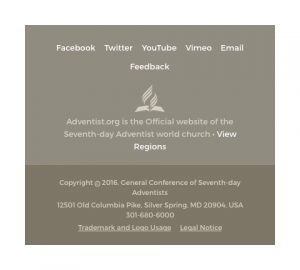 Facebook Twitter YouTube Vimeo Email
Feedback
Adventist.org is the Official website of the
Seventh-day Adventist world church • View
Regions
Copyright © 2016, General Conference of Seventh-day
Adventists
12501 Old Columbia Pike, Silver Spring, MD 20904, USA
301-680-6000
Trademark and Logo Usage Legal Notice